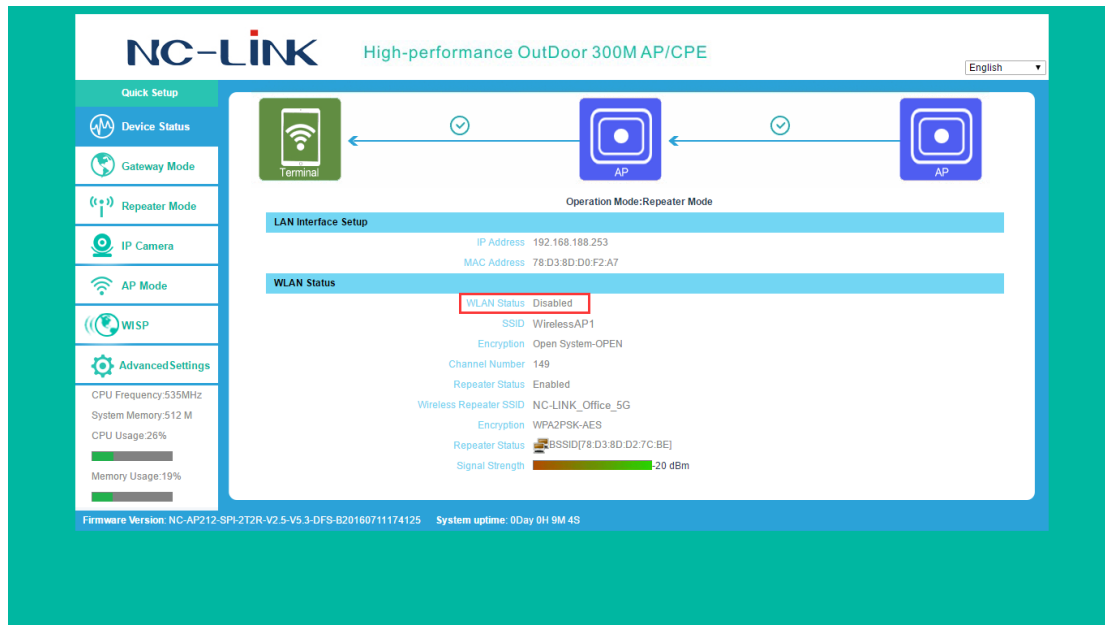 NC-LINK
High-performance OutDoor 300M AP/CPE
English
Quick Setup
Device Status
Gateway Mode
Repeater Mode
IP Camera
AP Mode
WISP
AdvancedSettings
CPU Frequency:535MHz
System Memory:512 M
CPU Usage:26%
Memory Usage:19%
Terminal
AP
AP
Operation Mode:Repeater Mode
LAN Interface Setup
IP Address 192.168.188.253
MAC Address 78:D3:8D:D0:F2:A7
WLAN Status
WLAN Status Disabled
SSID WirelessAP1
Encryption Open System-OPEN
Channel Number 149
Repeater Status Enabled
Wireless Repeater SSID NC-LINK_Office_5G
Encryption WPA2PSK-AES
Repeater Status BSSID[78:D3:8D:D2:7C:BE]
Signal Strength -20 dBm
Firmware Version: NC-AP212-SPI-2T2R-V2.5-V5.3-DFS-B20160711174125 System uptime: 0Day 0H 9M 4S